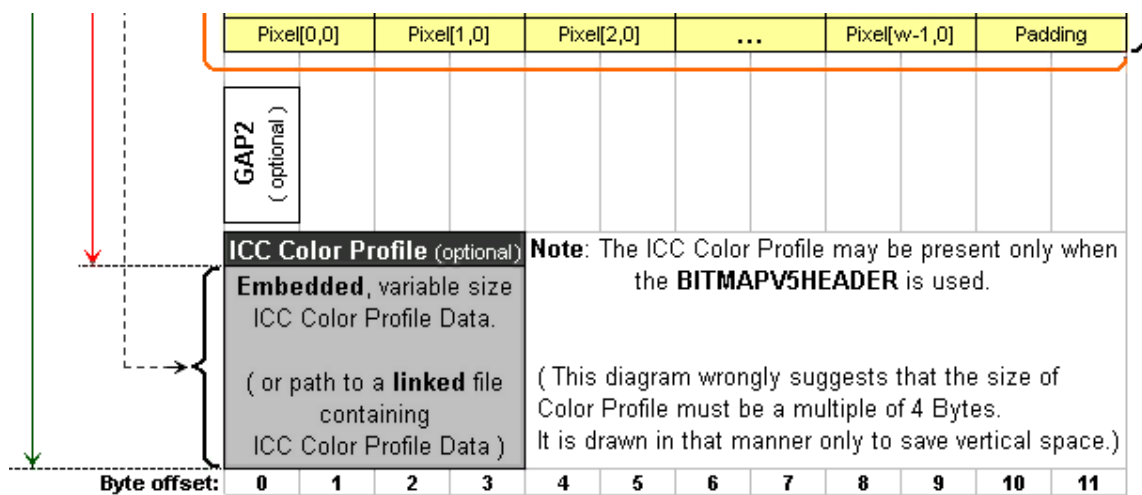 Pixel[0,0] Pixel[1,0] Pixel[2,0] ... Pixel[w-1,0] Padding
GAP2
( optional )
ICC Color Profile (optional)
Embedded, variable size
ICC Color Profile Data.
( or path to a linked file
containing
ICC Color Profile Data )
Note: The ICC Color Profile may be present only when
the BITMAPV5HEADER is used.
( This diagram wrongly suggests that the size of
Color Profile must be a multiple of 4 Bytes.
It is drawn in that manner only to save vertical space.)
Byte offset: 0 1 2 3 4 5 6 7 8 9 10 11